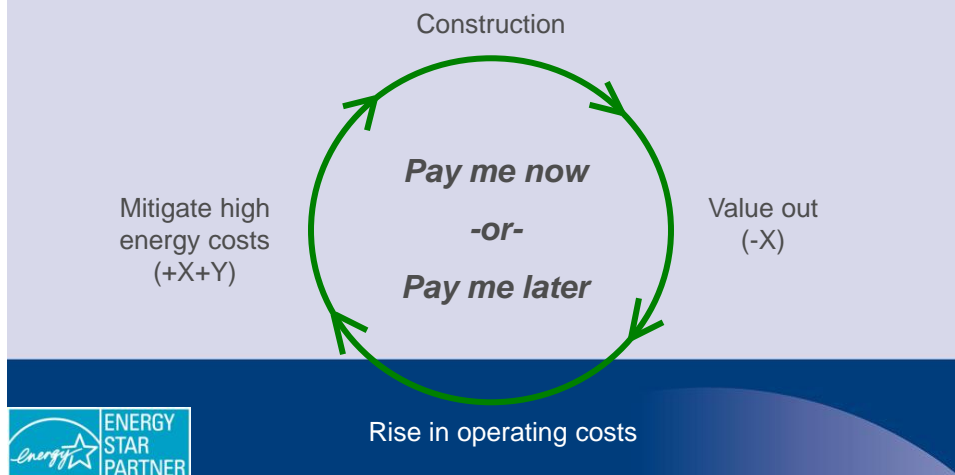 Construction
Pay me now
-or-
Pay me later
Mitigate high
energy costs
(+X+Y)
Value out
(-X)
Rise in operating costs
energy
ENERGY
STAR
PARTNER